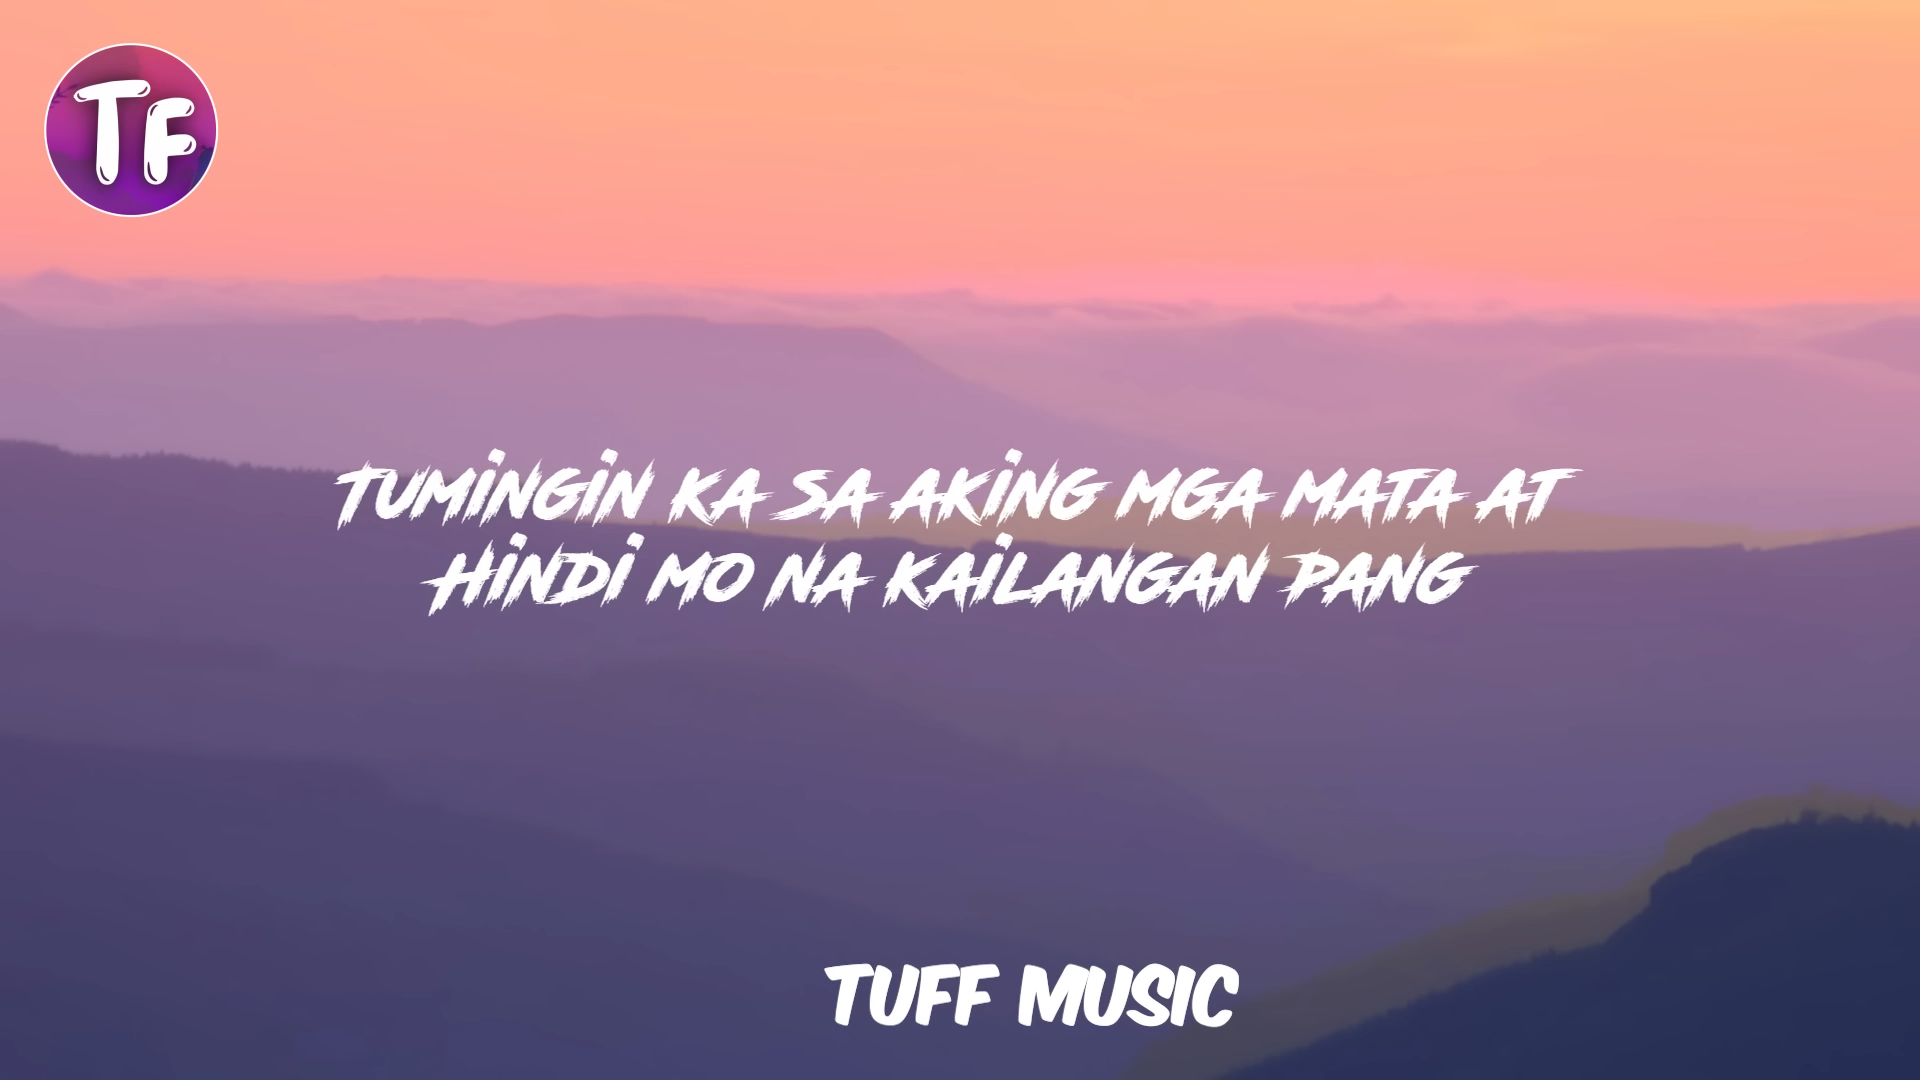 TF
TUMINGIN KA SA AKING MGA MATA AT
HINDI MO NA KAILANGAN PANG
TUFF MUSIC